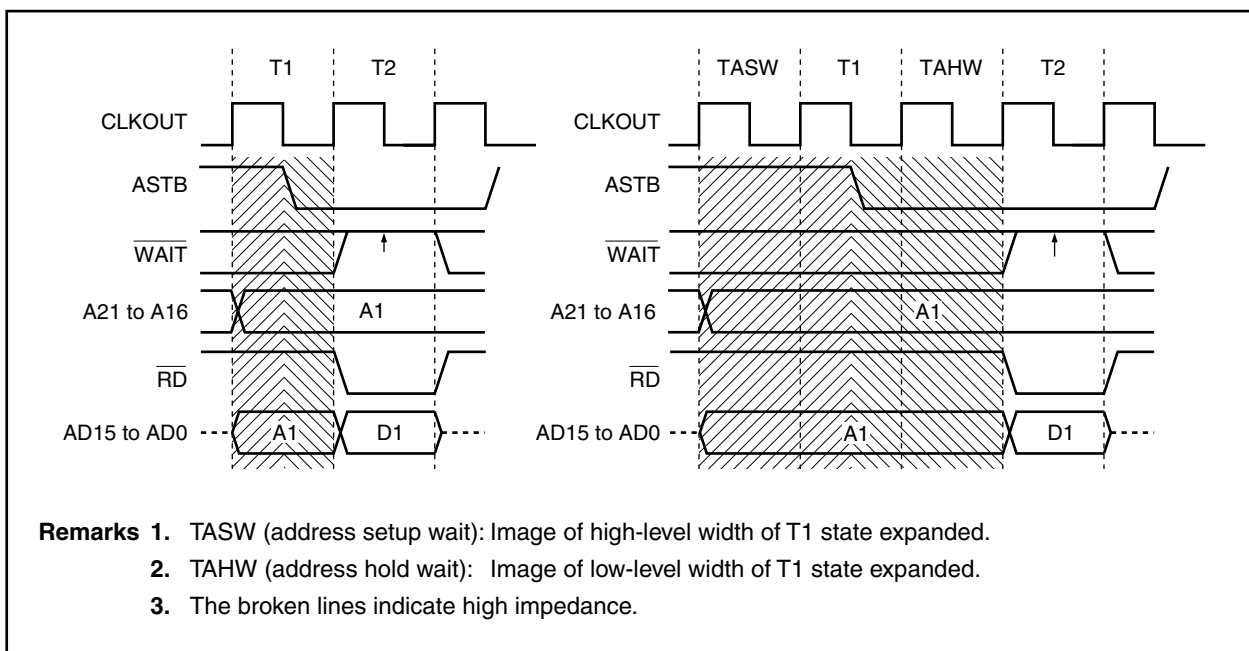 T1 T2
CLKOUT
ASTB
WAIT
A21 to A16 A1
RD
AD15 to AD0 A1 D1
TASW T1 TAHW T2
CLKOUT
ASTB
WAIT
A21 to A16 A1
RD
AD15 to AD0 A1 D1
Remarks 1. TASW (address setup wait): Image of high-level width of T1 state expanded.
2. TAHW (address hold wait): Image of low-level width of T1 state expanded.
3. The broken lines indicate high impedance.